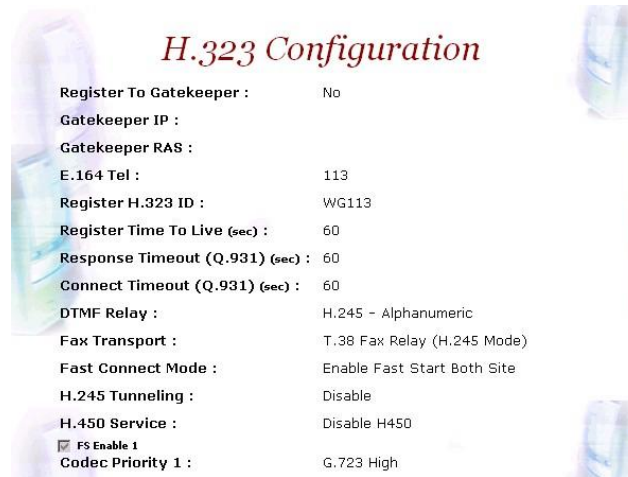 H.323 Configuration
Register To Gatekeeper : No
Gatekeeper IP :
Gatekeeper RAS :
E.164 Tel : 113
Register H.323 ID : WG113
Register Time To Live (sec) : 60
Response Timeout (Q.931) (sec) : 60
Connect Timeout (Q.931) (sec) : 60
DTMF Relay : H.245 - Alphanumeric
Fax Transport : T.38 Fax Relay (H.245 Mode)
Fast Connect Mode : Enable Fast Start Both Site
H.245 Tunneling : Disable
H.450 Service : Disable H450
FS Enable 1
Codec Priority 1 : G.723 High